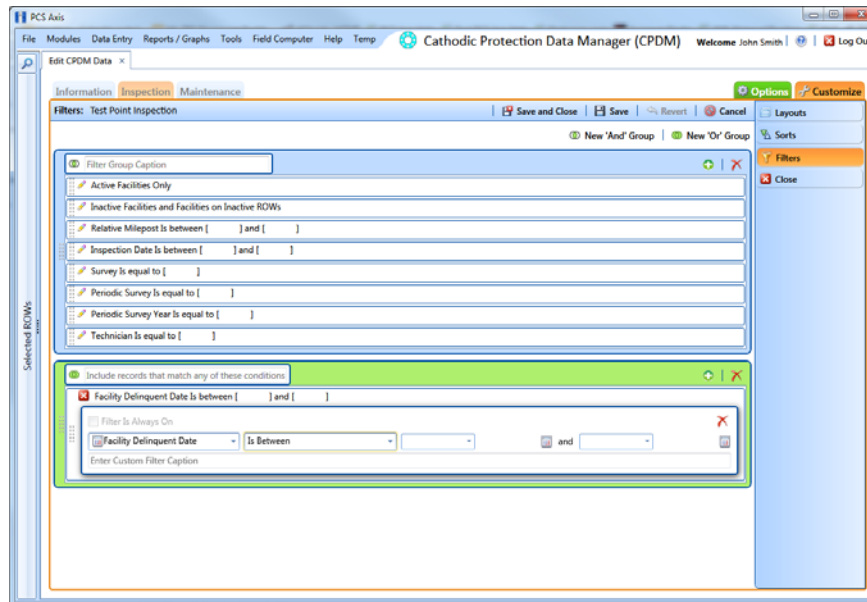 PCS Axis
File Modules Data Entry Reports / Graphs Tools Field Computer Help Temp Cathodic Protection Data Manager (CPDM) Welcome John Smith Log Ou
Edit CPDM Data ×
Information Inspection Maintenance Options Customize
Filters: Test Point Inspection Save and Close Save Revert Cancel Layouts
New 'And' Group New 'Or' Group Sorts
Filters
Close
Filter Group Caption
Active Facilities Only
Inactive Facilities and Facilities on Inactive ROWs
Relative Milepost Is between [ ] and [ ]
Inspection Date Is between [ ] and [ ]
Survey Is equal to [ ]
Periodic Survey Is equal to [ ]
Periodic Survey Year Is equal to [ ]
Technician Is equal to [ ]
Selected ROWs
Include records that match any of these conditions
Facility Delinquent Date Is between [ ] and [ ]
Filter Is Always On
Facility Delinquent Date Is Between and
Enter Custom Filter Caption